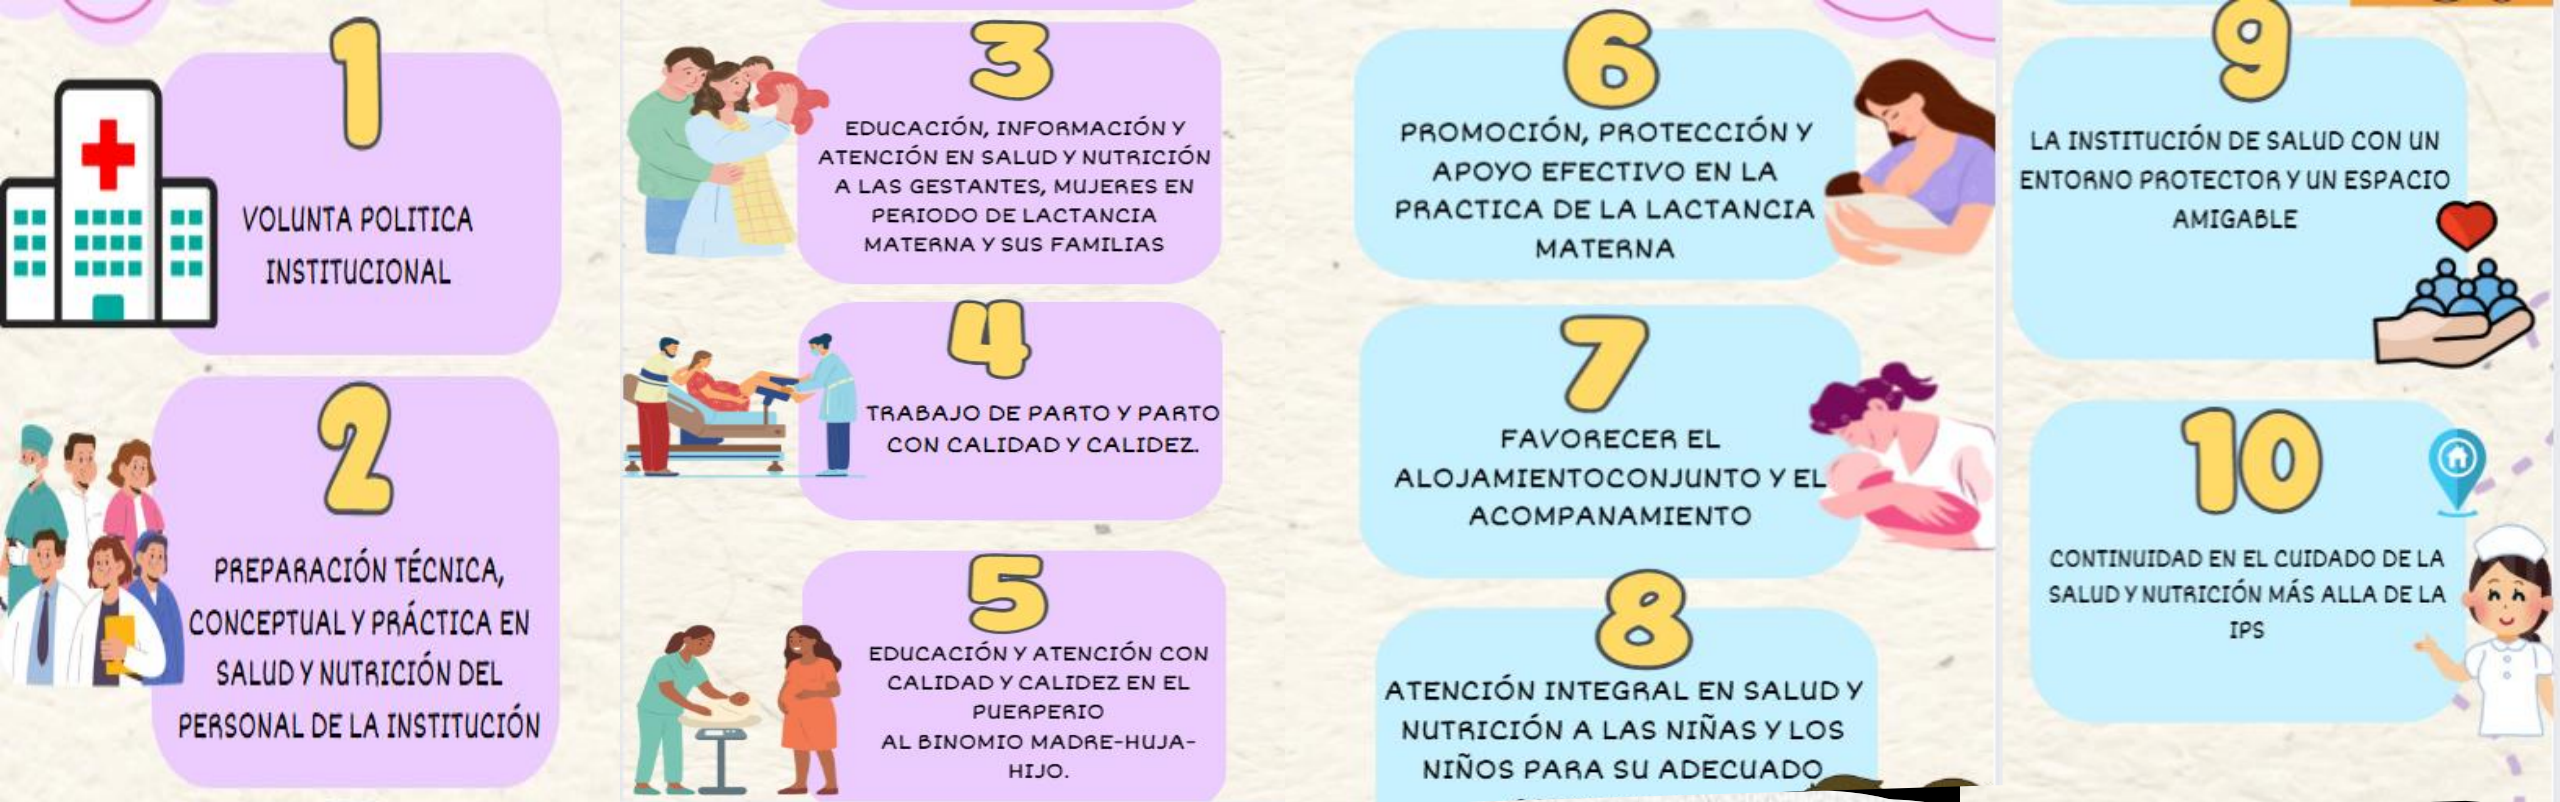 1
VOLUNTA POLITICA
INSTITUCIONAL
2
PREPARACIÓN TÉCNICA,
CONCEPTUAL Y PRÁCTICA EN
SALUD Y NUTRICIÓN DEL
PERSONAL DE LA INSTITUCIÓN
3
EDUCACIÓN, INFORMACIÓN Y
ATENCIÓN EN SALUD Y NUTRICIÓN
A LAS GESTANTES, MUJERES EN
PERIODO DE LACTANCIA
MATERNA Y SUS FAMILIAS
4
TRABAJO DE PARTO Y PARTO
CON CALIDAD Y CALIDEZ.
5
EDUCACIÓN Y ATENCIÓN CON
CALIDAD Y CALIDEZ EN EL
PUERPERIO
AL BINOMIO MADRE-HUJA-
HIJO.
6
PROMOCIÓN, PROTECCIÓN Y
APOYO EFECTIVO EN LA
PRACTICA DE LA LACTANCIA
MATERNA
7
FAVORECER EL
ALOJAMIENTOCONJUNTO Y EL
ACOMPANAMIENTO
8
ATENCIÓN INTEGRAL EN SALUD Y
NUTRICIÓN A LAS NIÑAS Y LOS
NIÑOS PARA SU ADECUADO
9
LA INSTITUCIÓN DE SALUD CON UN
ENTORNO PROTECTOR Y UN ESPACIO
AMIGABLE
10
CONTINUIDAD EN EL CUIDADO DE LA
SALUD Y NUTRICIÓN MÁS ALLA DE LA
IPS